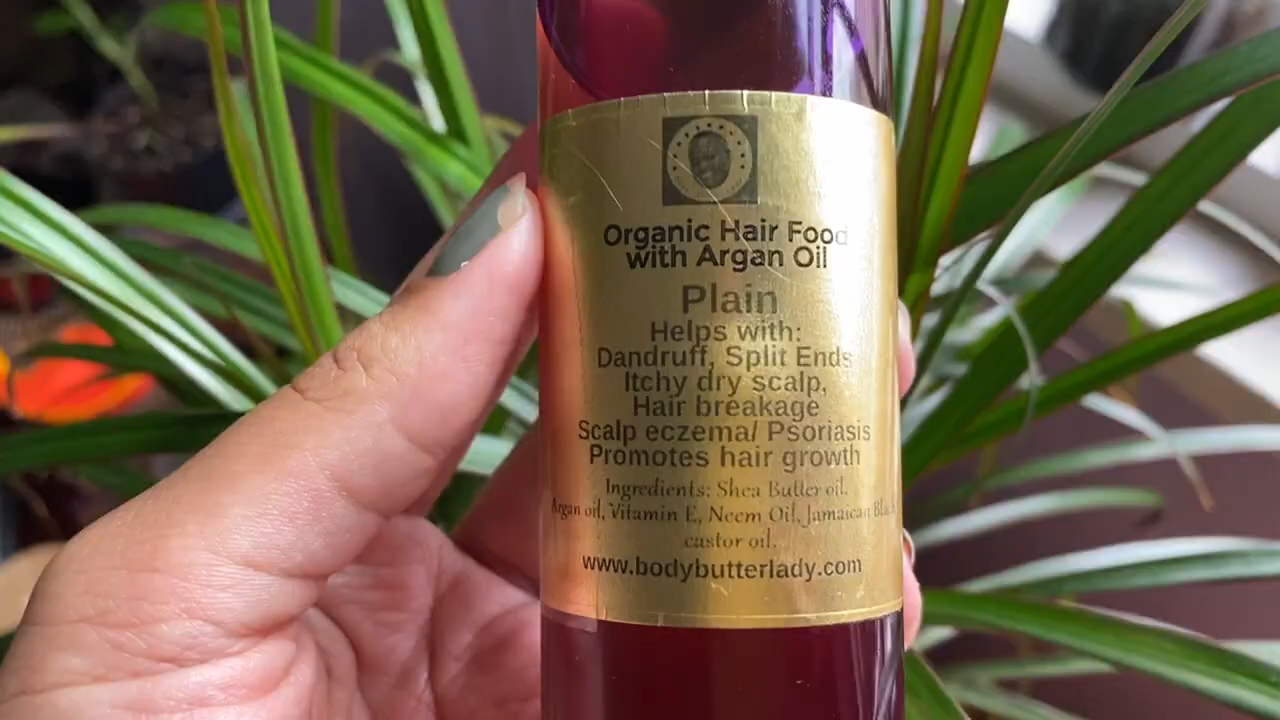 Organic Hair Food
with Argan Oil
Plain
Helps with:
Dandruff, Split Ends
Itchy dry scalp,
Hair breakage
Scalp eczema/ Psoriasis
Promotes hair growth
Ingredients: Shea Butter oil.
Argan oil, Vitamin E, Neem Oil, Jamaican Black
castor oil.
www.bodybutterlady.com